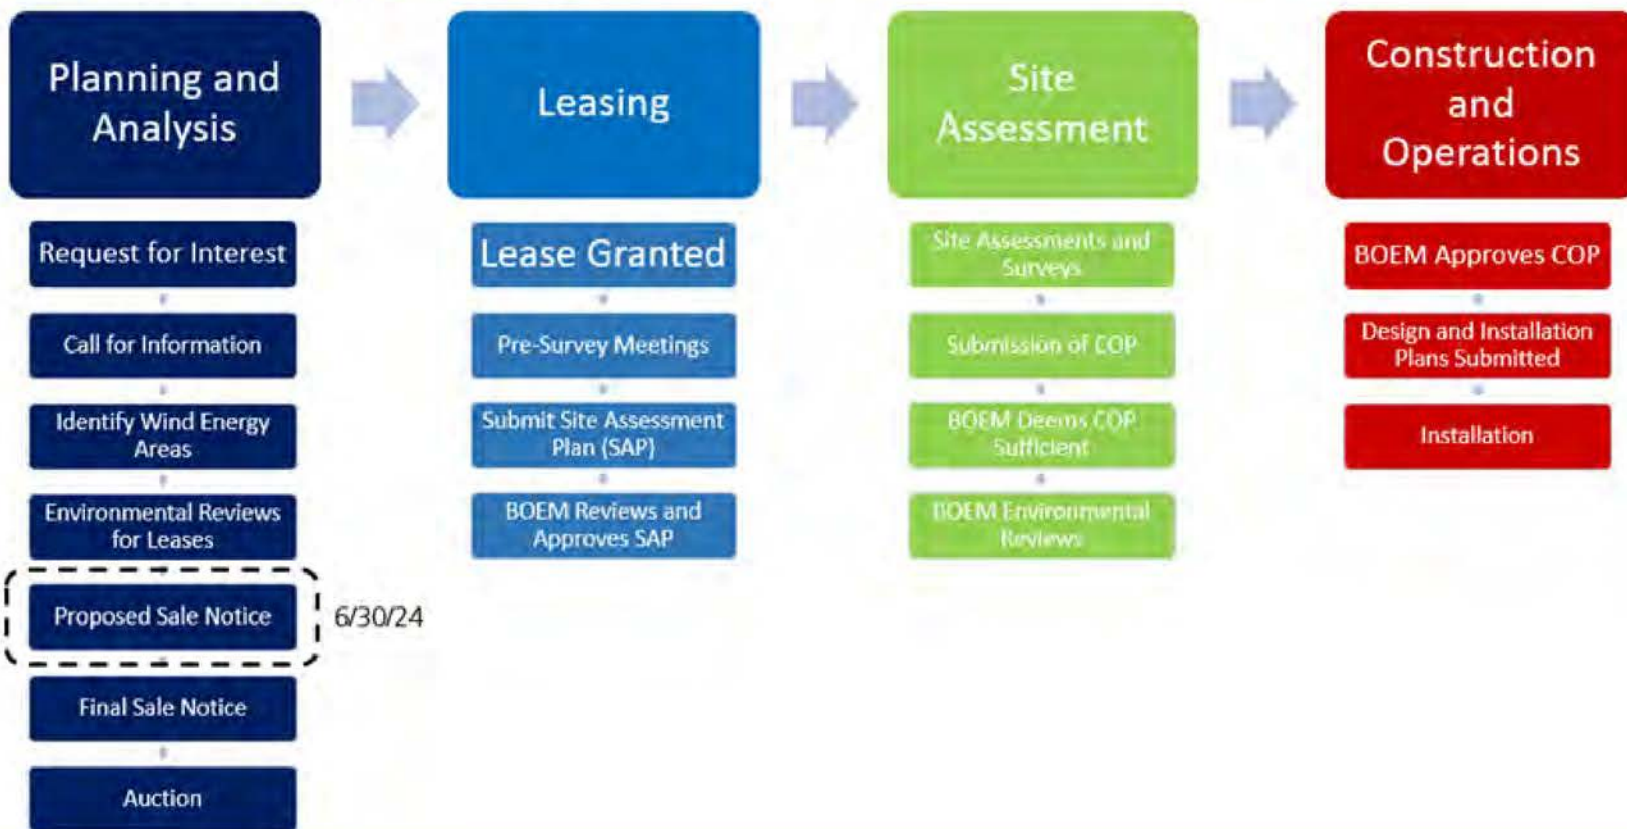 Planning and
Analysis
Leasing
Site
Assessment
Construction
and
Operations
Request for Interest
Call for Information
Identify Wind Energy
Areas
Environmental Reviews
for Leases
Proposed Sale Notice
6/30/24
Final Sale Notice
Auction
Lease Granted
Pre-Survey Meetings
Submit Site Assessment
Plan (SAP)
BOEM Reviews and
Approves SAP
Site Assessments and
Surveys
Submission of COP
BOEM Deems COP
Sufficient
BOEM Environmental
Reviews
BOEM Approves COP
Design and Installation
Plans Submitted
Installation